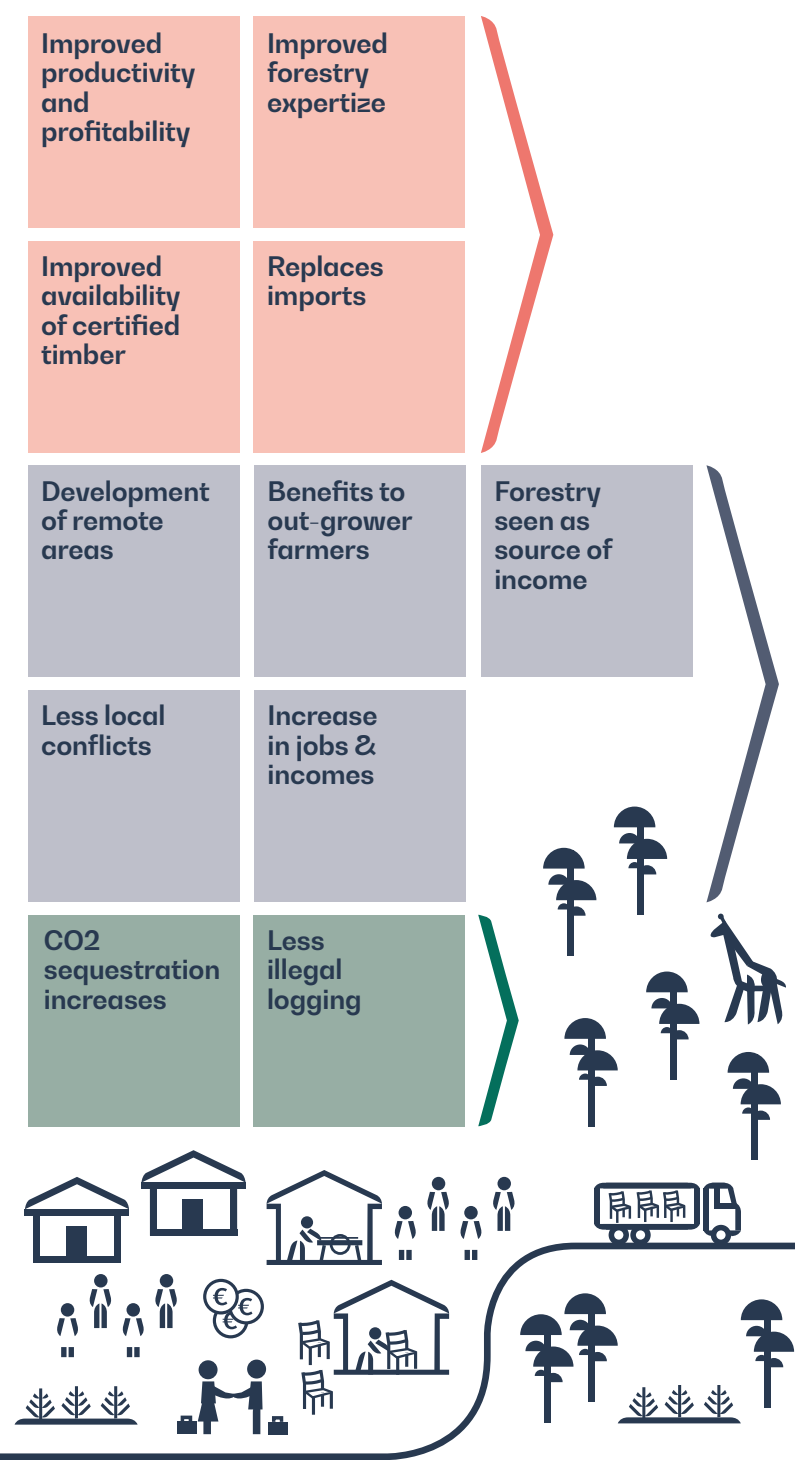 Improved
productivity
and
profitability
Improved
forestry
expertize
Improved
availability
of certified
timber
Replaces
imports
Development
of remote
areas
Benefits to
out-grower
farmers
Forestry
seen as
source of
income
Less local
conflicts
Increase
in jobs &
incomes
CO2
sequestration
increases
Less
illegal
logging
€
€
€